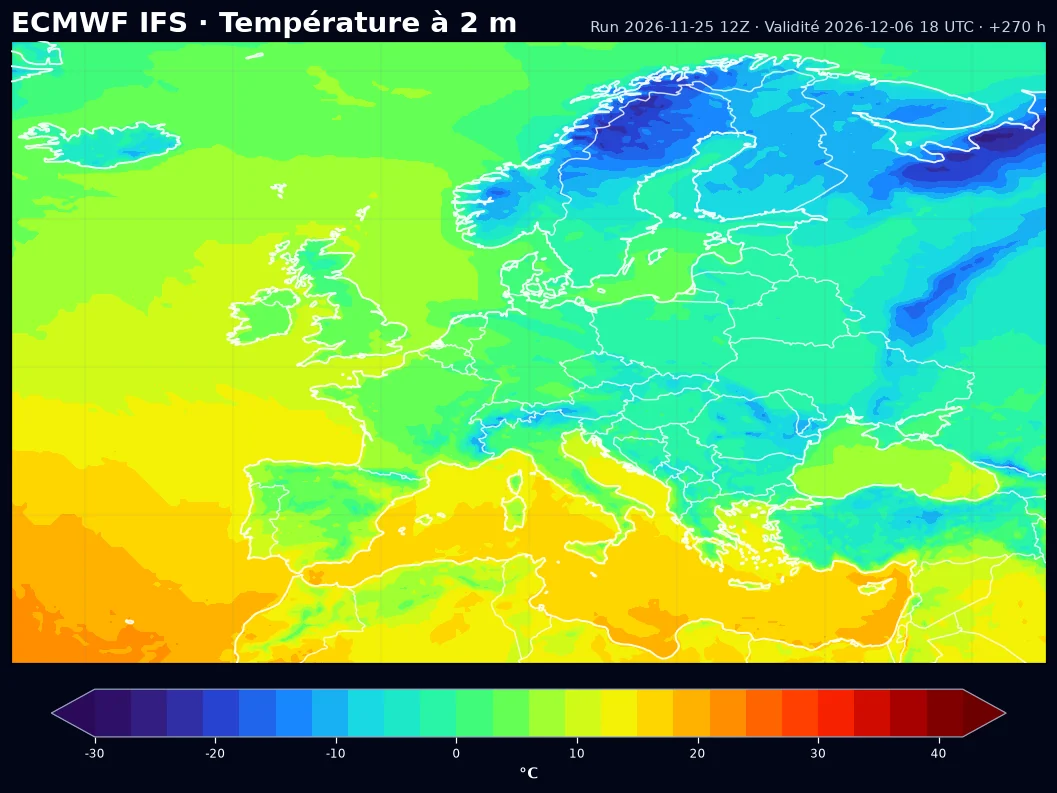 ECMWF IFS · Température à 2 m
Run 2026-11-25 12Z · Validité 2026-12-06 18 UTC · +270 h
-30 -20 -10 0 10 20 30 40
°C